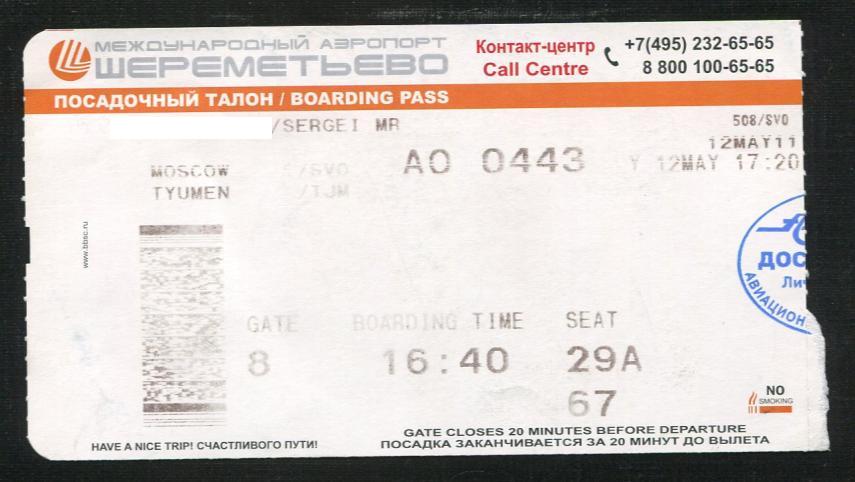 МЕЖДУНАРОДНЫЙ АЭРОПОРТ
ШЕРЕМЕТЬЕВО
Контакт-центр
Call Centre
+7(495) 232-65-65
8 800 100-65-65
ПОСАДОЧНЫЙ ТАЛОН / BOARDING PASS
/SERGEI MR
508/SVO
12MAY11
MOSCOW /SVO AO 0443 Y 12MAY 17:20
TYUMEN /TJM
www.bbsc.ru
ДОС
Лич
АВИАЦИОН
GATE BOARDING TIME SEAT
8 16:40 29A
67
NO
SMOKING
GATE CLOSES 20 MINUTES BEFORE DEPARTURE
HAVE A NICE TRIP! СЧАСТЛИВОГО ПУТИ! ПОСАДКА ЗАКАНЧИВАЕТСЯ ЗА 20 МИНУТ ДО ВЫЛЕТА